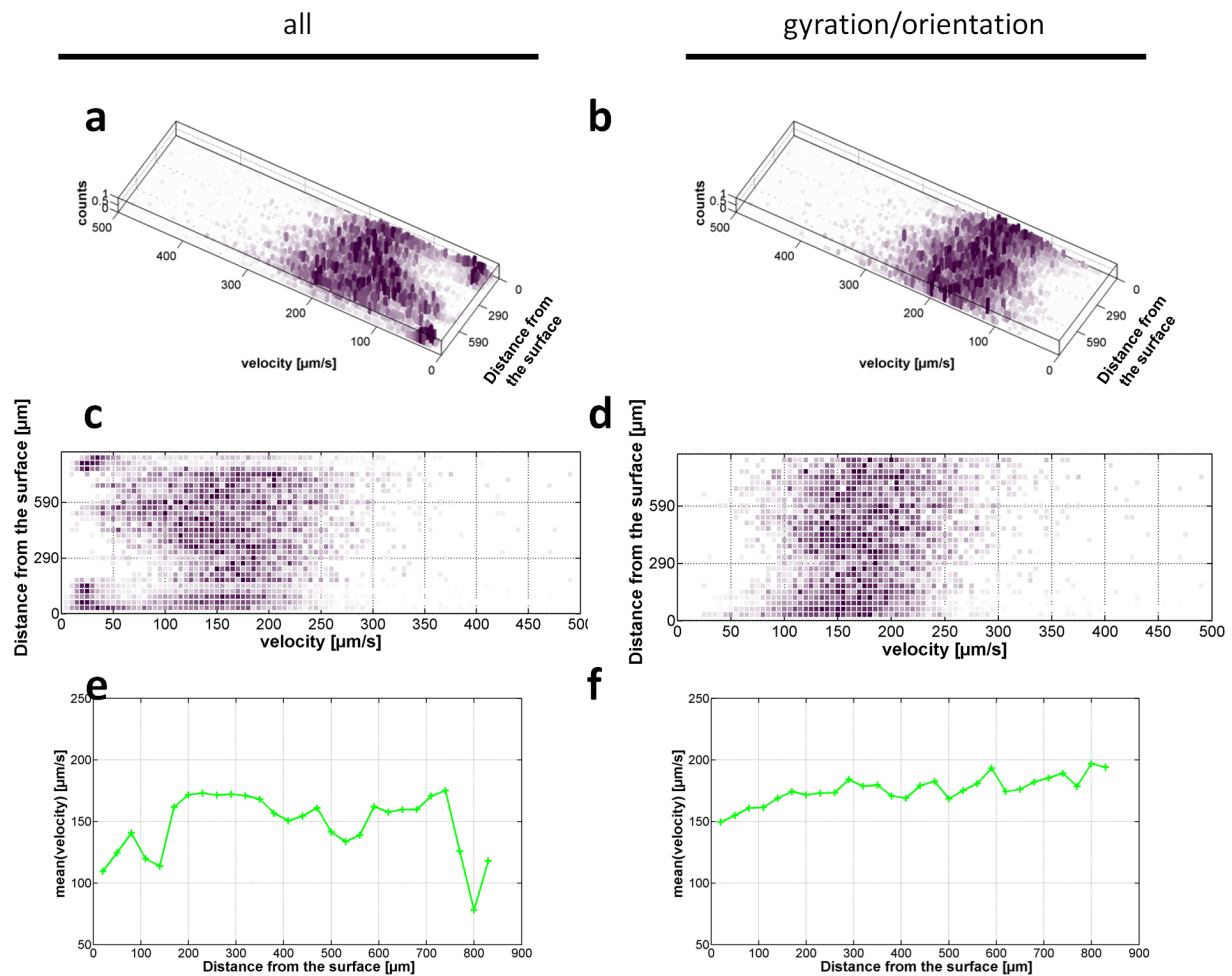 all
gyration/orientation
a
b
counts
1
0.5
0
500
400
300
200
100
0
velocity [µm/s]
0
290
590
Distance from
the surface
counts
1
0.5
0
500
400
300
200
100
0
velocity [µm/s]
0
290
590
Distance from
the surface
c
d
Distance from the surface [µm]
590
290
0
0 50 100 150 200 250 300 350 400 450 500
velocity [µm/s]
Distance from the surface [µm]
590
290
0
0 50 100 150 200 250 300 350 400 450 500
velocity [µm/s]
e
f
mean(velocity) [µm/s]
250
200
150
100
50
0 100 200 300 400 500 600 700 800 900
Distance from the surface [µm]
mean(velocity) [µm/s]
250
200
150
100
50
0 100 200 300 400 500 600 700 800 900
Distance from the surface [µm]